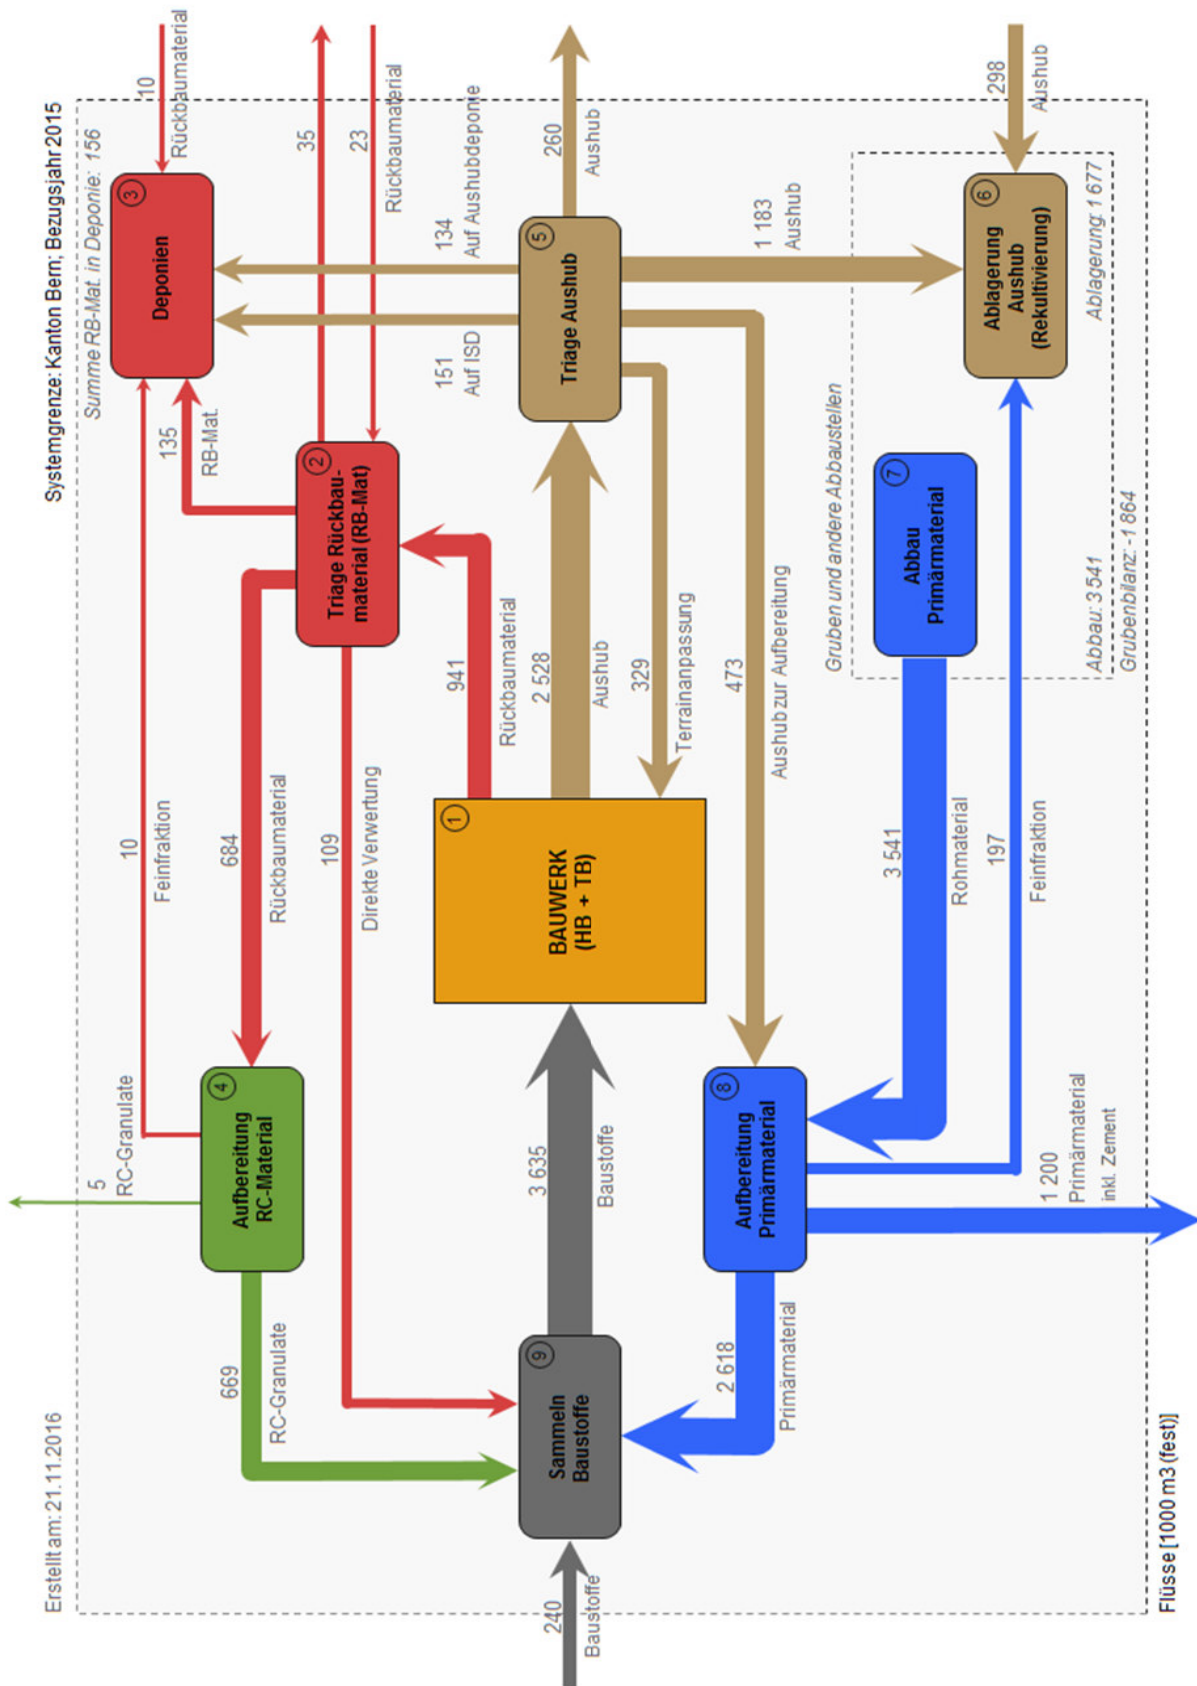 Erstellt am: 21.11.2016
Systemgrenze: Kanton Bern; Bezugsjahr 2015
Summe RB-Mat. in Deponie: 156
5
RC-Granulate
10
Feinfraktion
10
Rückbaumaterial
3
Deponien
135
RB-Mat.
4
Aufbereitung
RC-Material
684
Rückbaumaterial
669
RC-Granulate
109
Direkte Verwertung
2
Triage Rückbau-
material (RB-Mat)
35
23
Rückbaumaterial
941
Rückbaumaterial
151
Auf ISD
134
Auf Aushubdeponie
240
Baustoffe
9
Sammeln
Baustoffe
3 635
Baustoffe
1
BAUWERK
(HB + TB)
2 528
Aushub
5
Triage Aushub
260
Aushub
329
Terrainanpassung
473
Aushub zur Aufbereitung
1 183
Aushub
2 618
Primärmaterial
8
Aufbereitung
Primärmaterial
Gruben und andere Abbaustellen
3 541
Rohmaterial
7
Abbau
Primärmaterial
6
Ablagerung
Aushub
(Rekultivierung)
298
Aushub
197
Feinfraktion
1 200
Primärmaterial
inkl. Zement
Abbau: 3 541
Ablagerung: 1 677
Grubenbilanz: -1 864
Flüsse [1000 m3 (fest)]